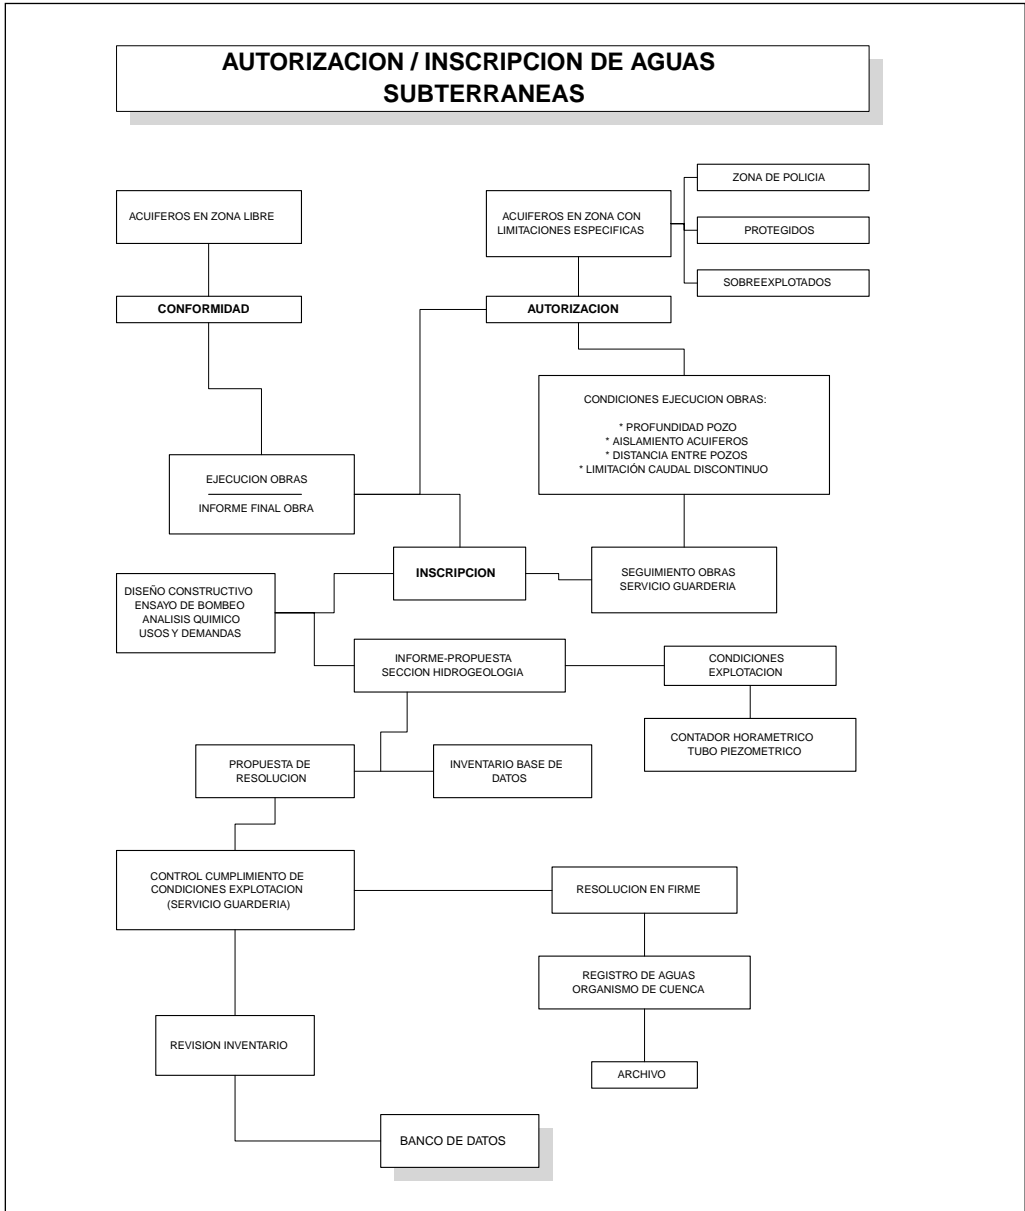 AUTORIZACION / INSCRIPCION DE AGUAS
SUBTERRANEAS
ZONA DE POLICIA
ACUIFEROS EN ZONA LIBRE
ACUIFEROS EN ZONA CON
LIMITACIONES ESPECIFICAS
PROTEGIDOS
SOBREEXPLOTADOS
CONFORMIDAD
AUTORIZACION
CONDICIONES EJECUCION OBRAS:
* PROFUNDIDAD POZO
* AISLAMIENTO ACUIFEROS
* DISTANCIA ENTRE POZOS
* LIMITACIÓN CAUDAL DISCONTINUO
EJECUCION OBRAS
INFORME FINAL OBRA
INSCRIPCION
SEGUIMIENTO OBRAS
SERVICIO GUARDERIA
DISEÑO CONSTRUCTIVO
ENSAYO DE BOMBEO
ANALISIS QUIMICO
USOS Y DEMANDAS
INFORME-PROPUESTA
SECCION HIDROGEOLOGIA
CONDICIONES
EXPLOTACION
CONTADOR HORAMETRICO
TUBO PIEZOMETRICO
PROPUESTA DE
RESOLUCION
INVENTARIO BASE DE
DATOS
CONTROL CUMPLIMIENTO DE
CONDICIONES EXPLOTACION
(SERVICIO GUARDERIA)
RESOLUCION EN FIRME
REGISTRO DE AGUAS
ORGANISMO DE CUENCA
REVISION INVENTARIO
ARCHIVO
BANCO DE DATOS